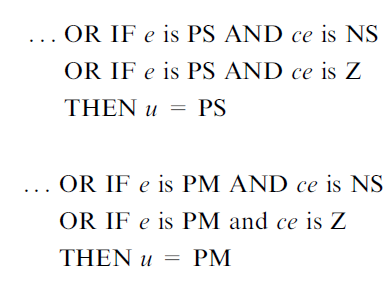 ... OR IF e is PS AND ce is NS
OR IF e is PS AND ce is Z
THEN u = PS
... OR IF e is PM AND ce is NS
OR IF e is PM and ce is Z
THEN u = PM